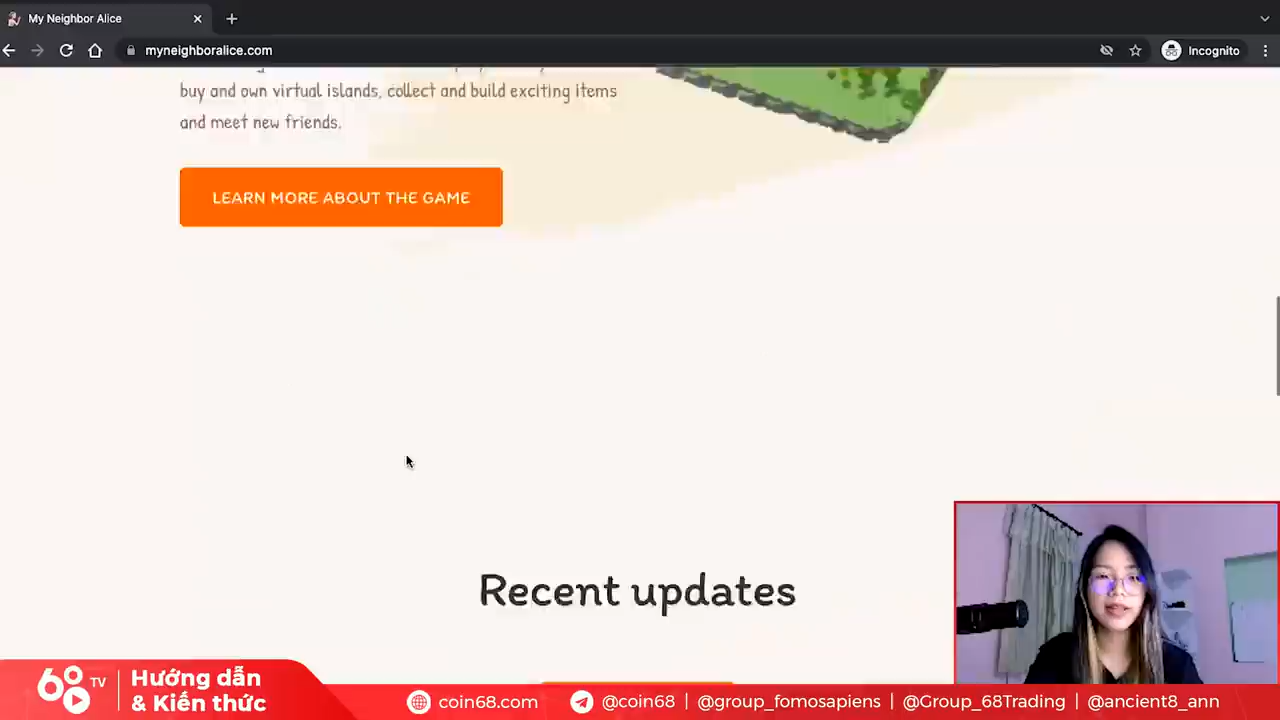 My Neighbor Alice
myneighboralice.com
Incognito
buy and own virtual islands, collect and build exciting items
and meet new friends.
LEARN MORE ABOUT THE GAME
Recent updates
68 TV
Hướng dẫn
& Kiến thức
coin68.com
@coin68 | @group_fomosapiens | @Group_68Trading | @ancient8_ann